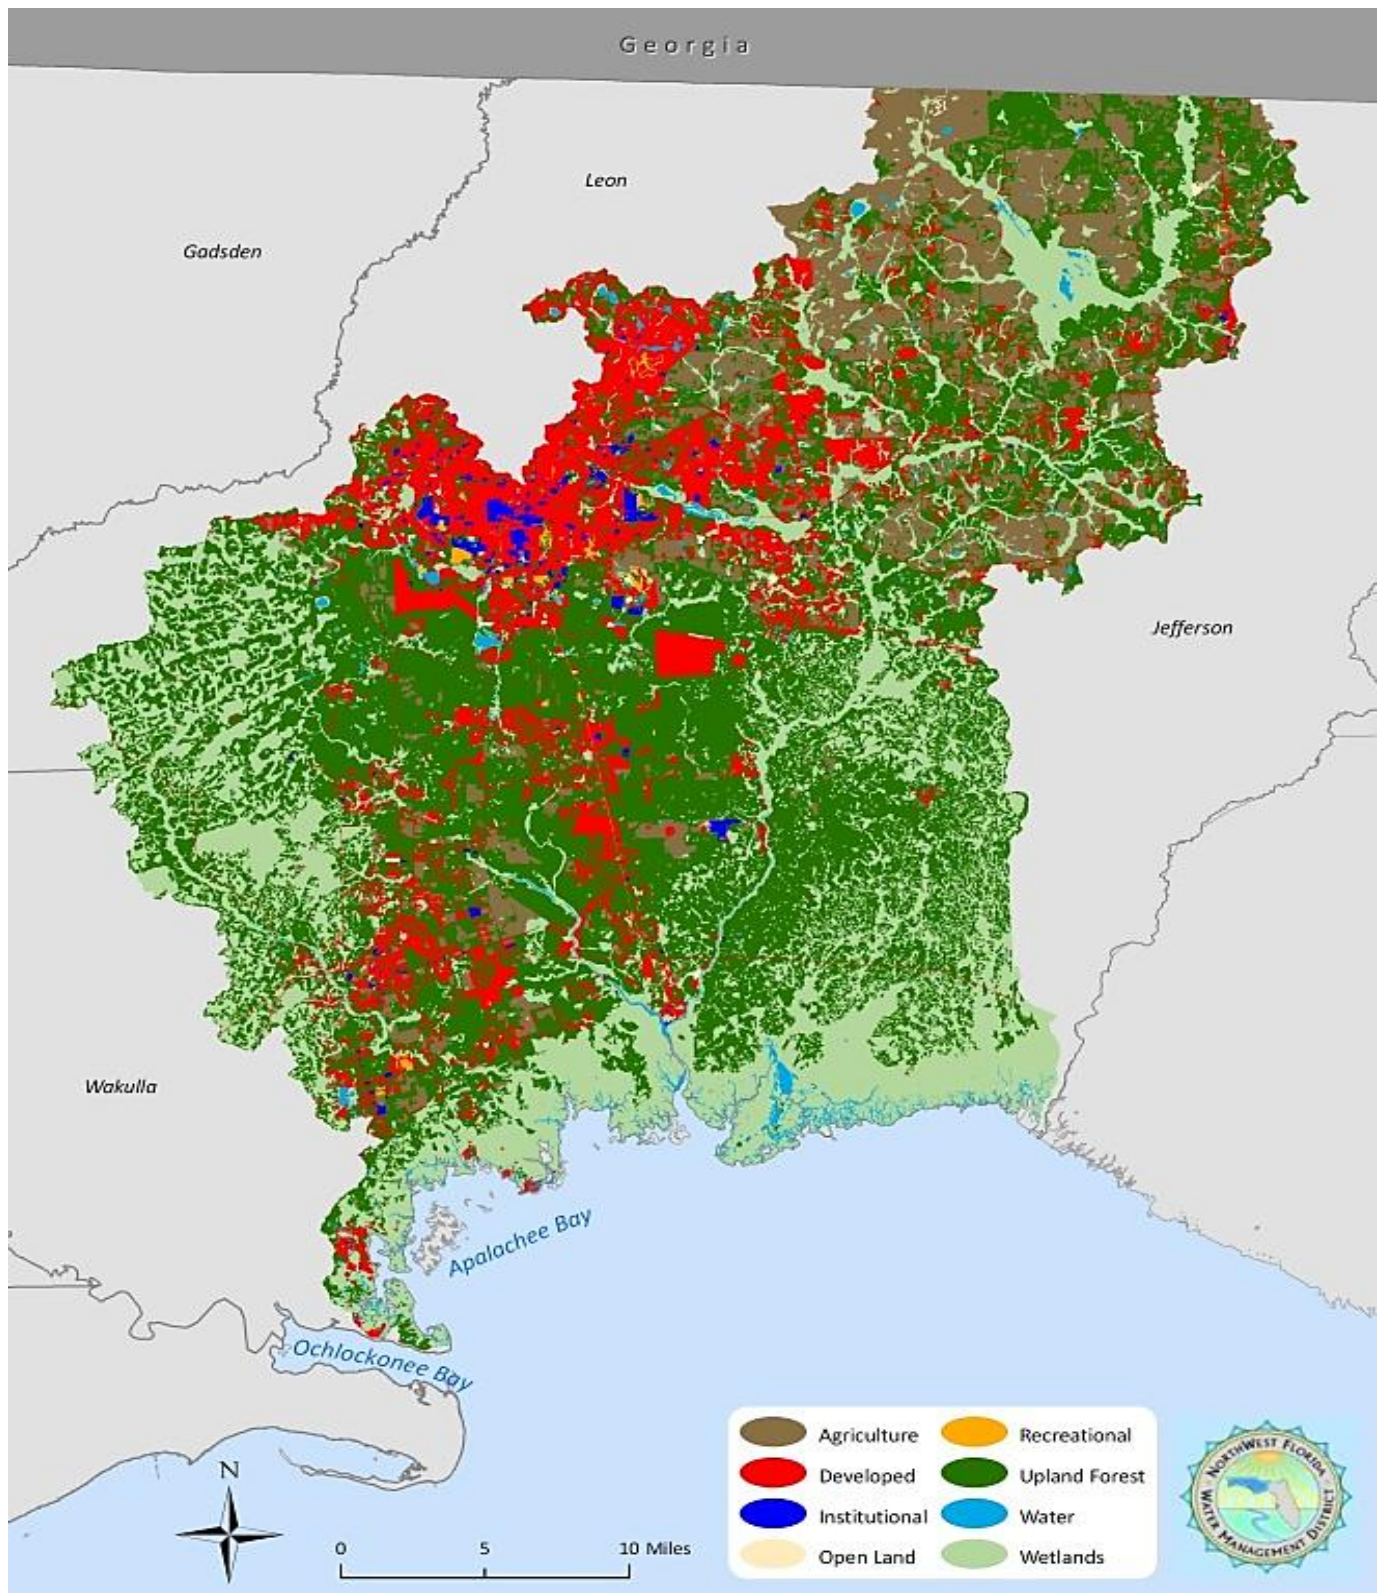 Georgia
Leon
Gadsden
Jefferson
Wakulla
Apalachee Bay
Ochlockonee Bay
N
0 5 10 Miles
Agriculture
Developed
Institutional
Open Land
Recreational
Upland Forest
Water
Wetlands
NORTHWEST FLORIDA
WATER MANAGEMENT DISTRICT